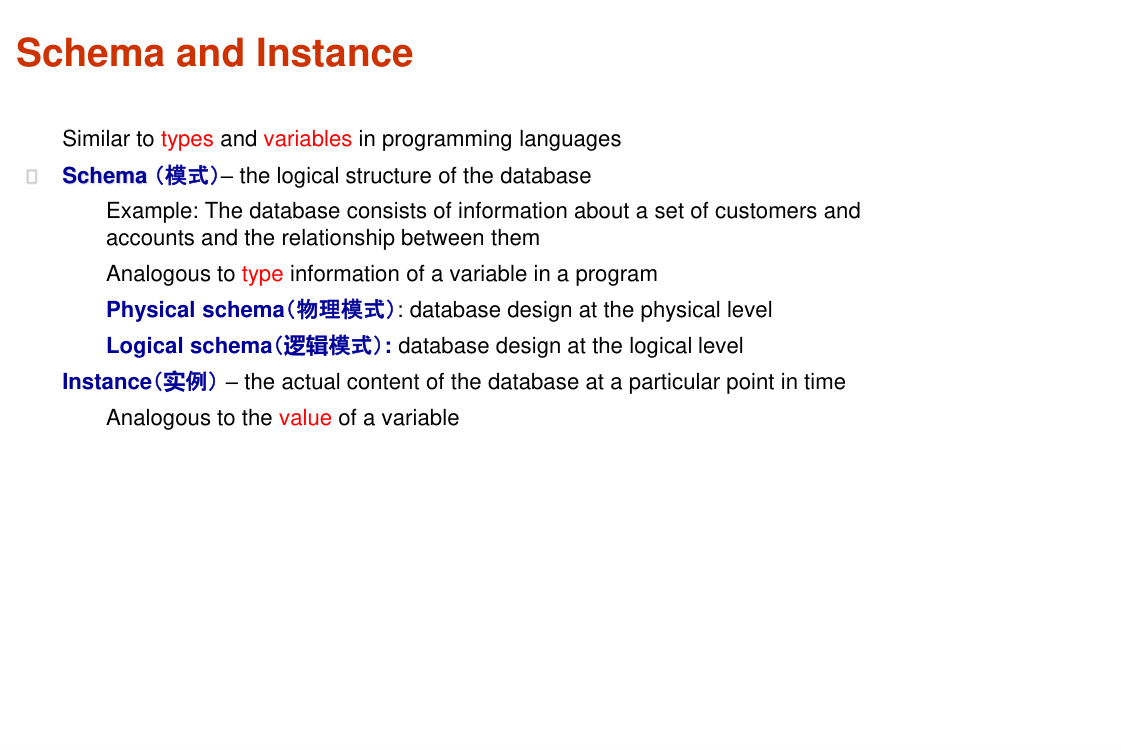 Schema and Instance
Similar to types and variables in programming languages
Schema（模式）– the logical structure of the database
Example: The database consists of information about a set of customers and
accounts and the relationship between them
Analogous to type information of a variable in a program
Physical schema（物理模式）: database design at the physical level
Logical schema（逻辑模式）: database design at the logical level
Instance（实例） – the actual content of the database at a particular point in time
Analogous to the value of a variable